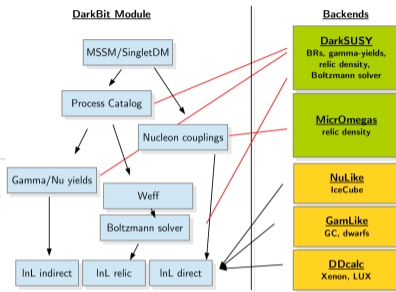 DarkBit Module
MSSM/SingletDM
Process Catalog
Nucleon couplings
Gamma/Nu yields
Weff
Boltzmann solver
lnL indirect
lnL relic
lnL direct
Backends
DarkSUSY
BRs, gamma-yields,
relic density,
Boltzmann solver
MicrOmegas
relic density
NuLike
IceCube
GamLike
GC, dwarfs
DDcalc
Xenon, LUX